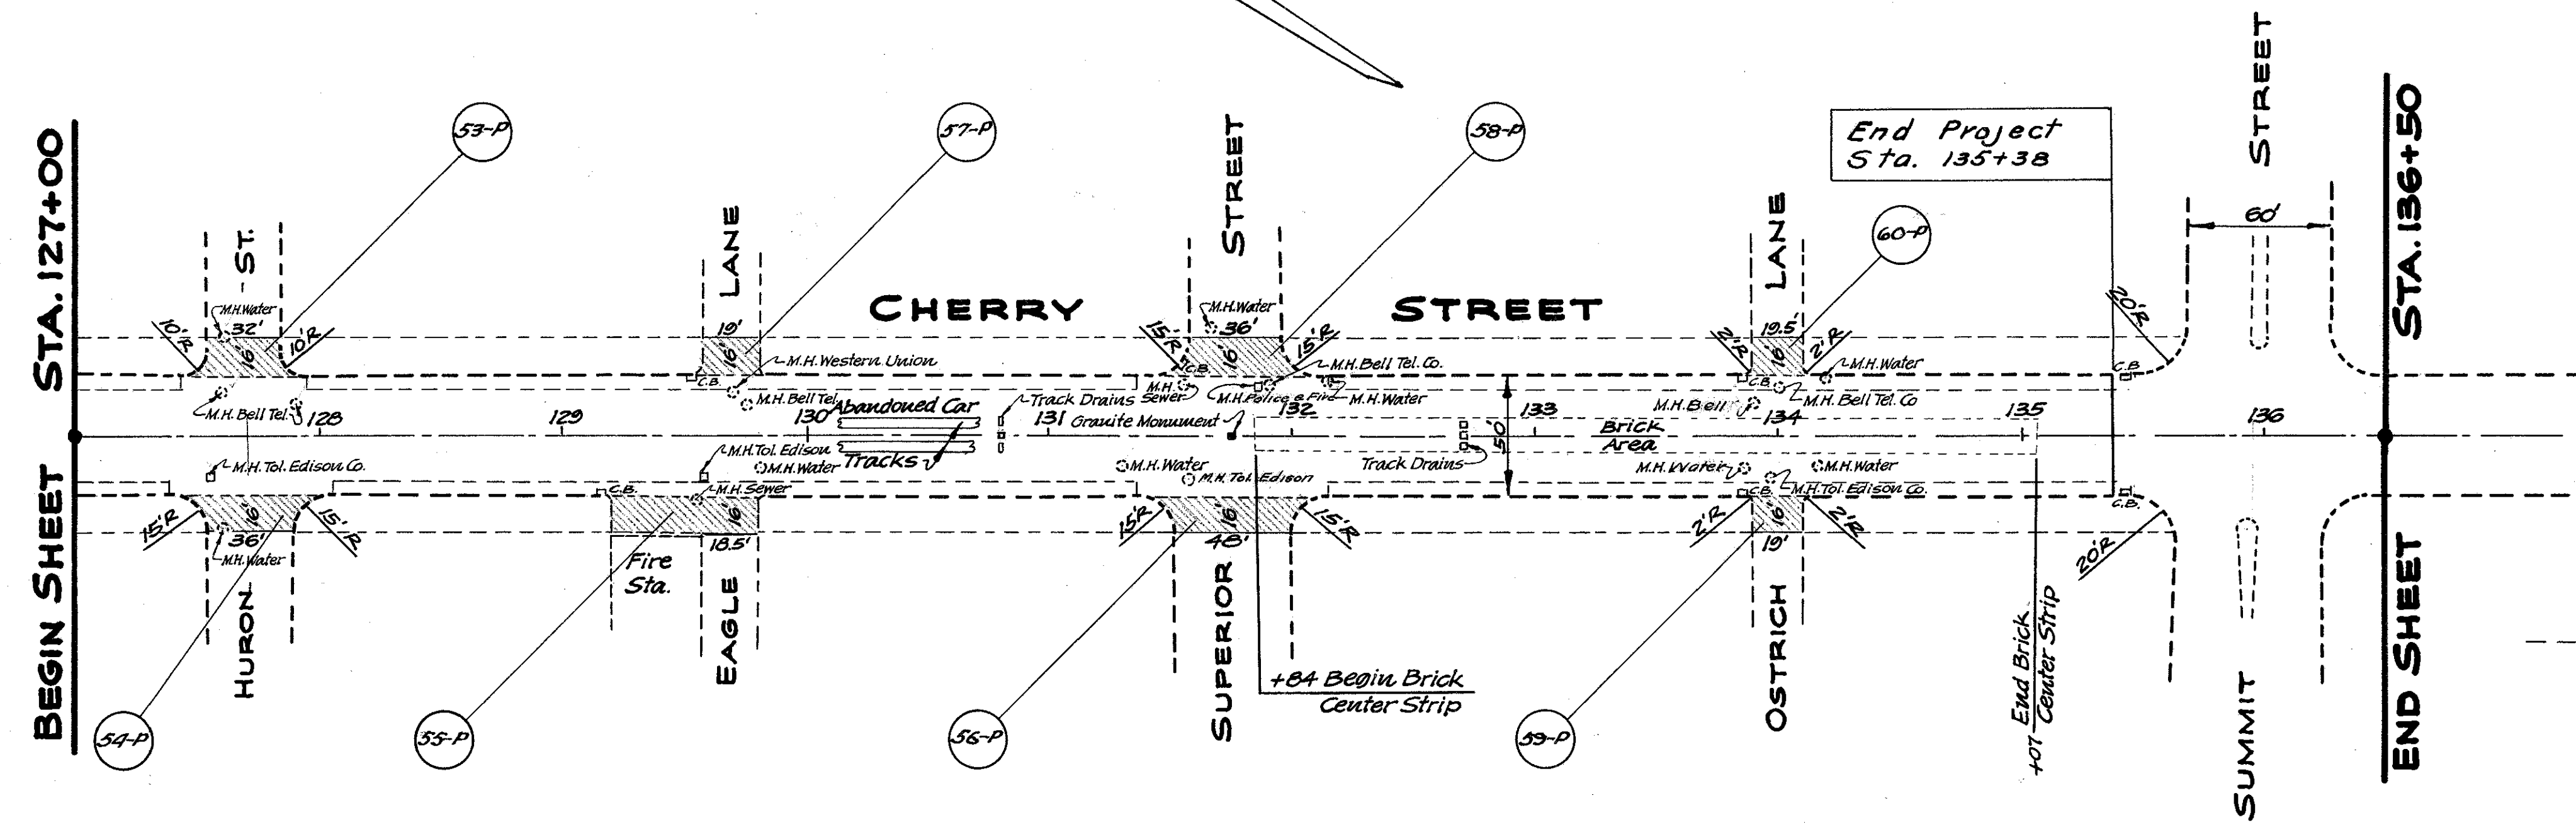 BEGIN SHEET STA. 127+00
53-P
57-P
58-P
60-P
End Project
Sta. 135+38
STREET
60'
STA. 136+50
END SHEET
ST.
LANE
STREET
LANE
CHERRY STREET
M.H. Water
32'
10'R
10'R
16'
19'
16'
M.H. Western Union
C.B.
M.H. Bell Tel.
M.H. Bell Tel.
M.H. Water
36'
15'R
15'R
16'
C.B.
M.H. Bell Tel. Co.
M.H.
Sewer
M.H. Police & Fire
M.H. Water
19.5'
2'R
2'R
16'
M.H. Water
C.B.
M.H. Bell Tel. Co
M.H. Bell
20'R
C.B.
128
129
130
131
132
133
134
135
136
Abandoned Car
Tracks
Track Drains
Granite Monument
50'
Brick
Area
Track Drains
M.H. Tol. Edison Co.
M.H. Tol. Edison
M.H. Water
M.H. Sewer
C.B.
M.H. Water
M.H. Tol. Edison
M.H. Water
M.H. Water
C.B.
M.H. Tol. Edison Co.
C.B.
15'R
15'R
16'
36'
M.H. Water
16'
18.5'
Fire
Sta.
15'R
15'R
16'
48'
2'R
2'R
16'
19'
20'R
HURON
EAGLE
SUPERIOR
OSTRICH
SUMMIT
+84 Begin Brick
Center Strip
+07 End Brick
Center Strip
54-P
55-P
56-P
59-P